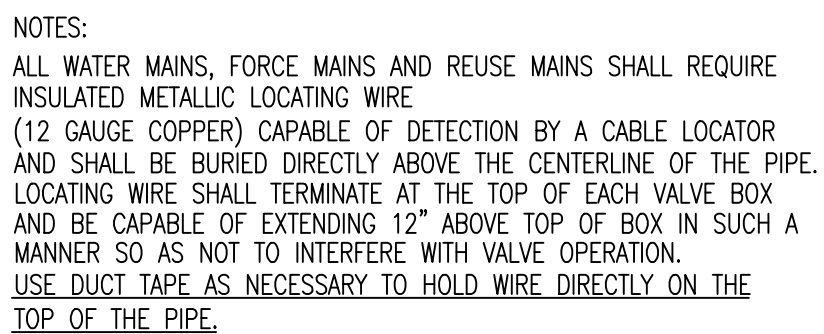 NOTES:
ALL WATER MAINS, FORCE MAINS AND REUSE MAINS SHALL REQUIRE
INSULATED METALLIC LOCATING WIRE
(12 GAUGE COPPER) CAPABLE OF DETECTION BY A CABLE LOCATOR
AND SHALL BE BURIED DIRECTLY ABOVE THE CENTERLINE OF THE PIPE.
LOCATING WIRE SHALL TERMINATE AT THE TOP OF EACH VALVE BOX
AND BE CAPABLE OF EXTENDING 12” ABOVE TOP OF BOX IN SUCH A
MANNER SO AS NOT TO INTERFERE WITH VALVE OPERATION.
USE DUCT TAPE AS NECESSARY TO HOLD WIRE DIRECTLY ON THE
TOP OF THE PIPE.